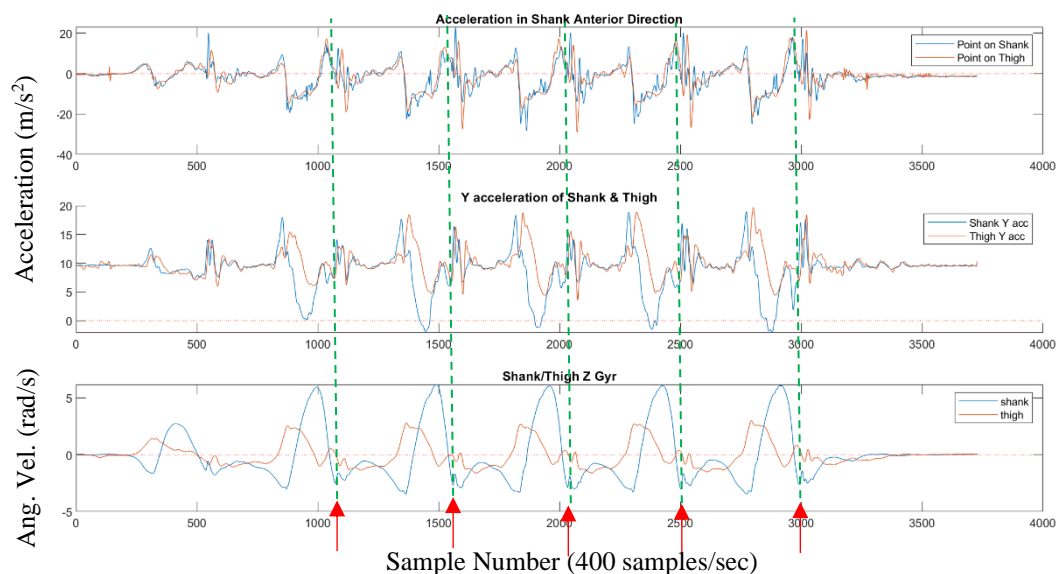 Acceleration in Shank Anterior Direction
20
0
-20
-40
Point on Shank
Point on Thigh
0 500 1000 1500 2000 2500 3000 3500 4000
Acceleration (m/s²)
Y acceleration of Shank & Thigh
20
15
10
5
0
Shank Y acc
Thigh Y acc
0 500 1000 1500 2000 2500 3000 3500 4000
Shank/Thigh Z Gyr
5
0
-5
shank
thigh
0 500 1000 1500 2000 2500 3000 3500 4000
Ang. Vel. (rad/s)
Sample Number (400 samples/sec)